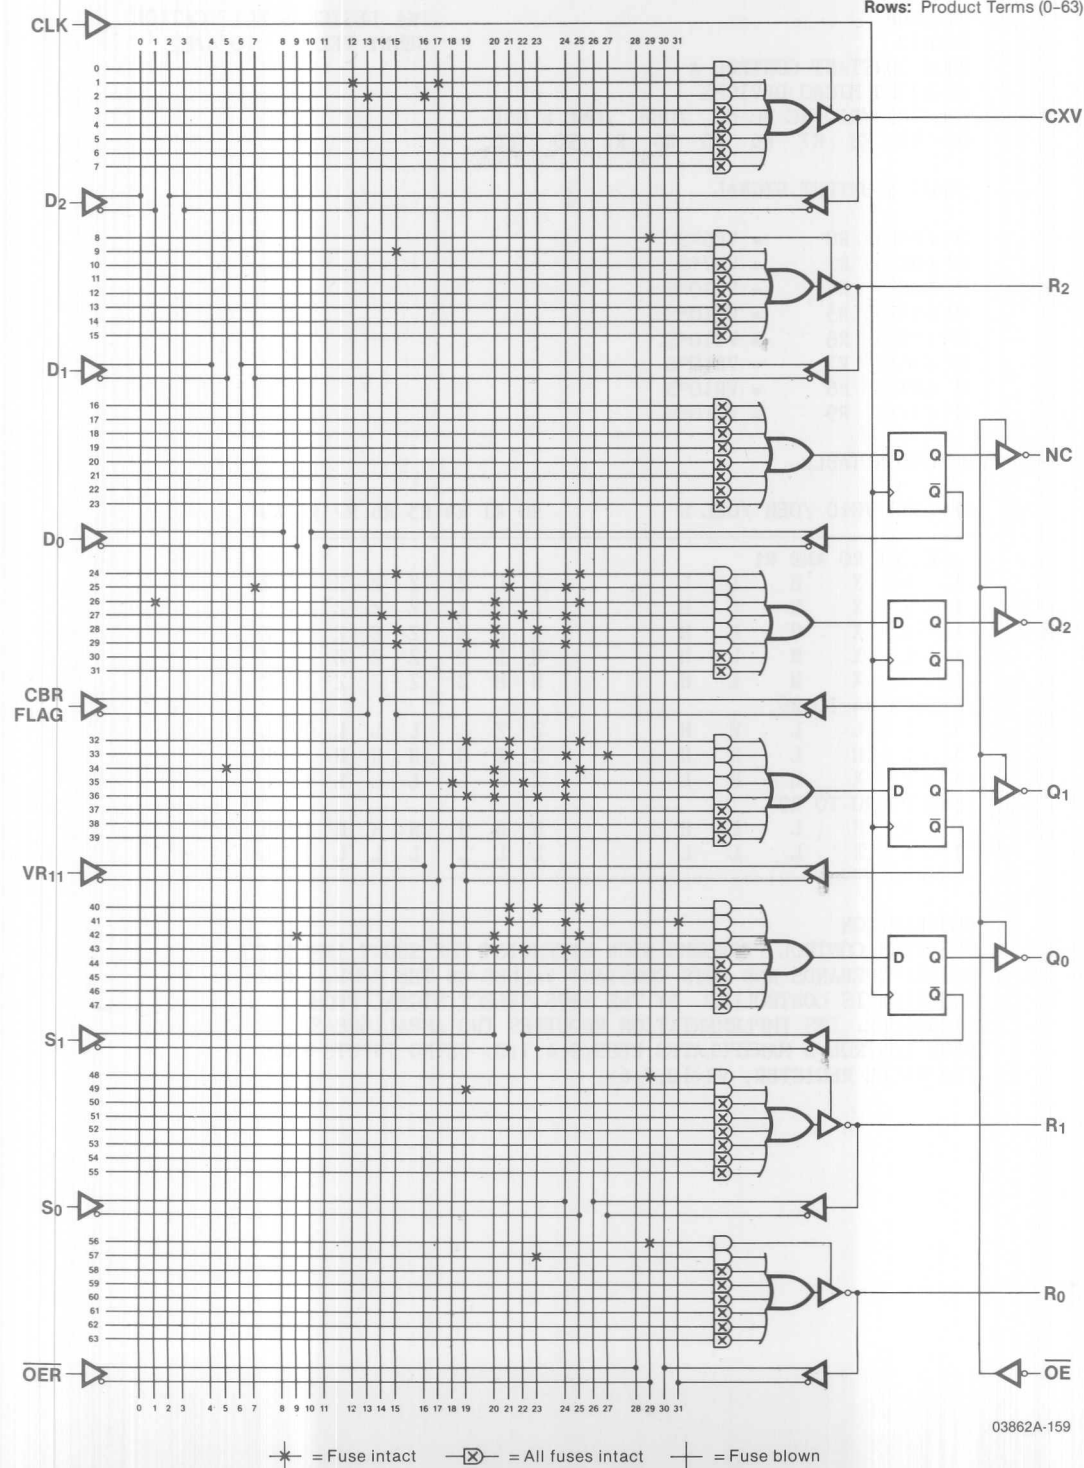 Rows: Product Terms (0–63)
CLK
0 1 2 3 4 5 6 7 8 9 10 11 12 13 14 15 16 17 18 19 20 21 22 23 24 25 26 27 28 29 30 31
0
1
2
3
4
5
6
7
CXV
D2
8
9
10
11
12
13
14
15
R2
D1
16
17
18
19
20
21
22
23
D Q
Q̅
NC
D0
24
25
26
27
28
29
30
31
D Q
Q̅
Q2
CBR
FLAG
32
33
34
35
36
37
38
39
D Q
Q̅
Q1
VR11
40
41
42
43
44
45
46
47
D Q
Q̅
Q0
S1
48
49
50
51
52
53
54
55
R1
S0
56
57
58
59
60
61
62
63
R0
O̅E̅R̅
O̅E̅
0 1 2 3 4 5 6 7 8 9 10 11 12 13 14 15 16 17 18 19 20 21 22 23 24 25 26 27 28 29 30 31
03862A-159
= Fuse intact = All fuses intact = Fuse blown